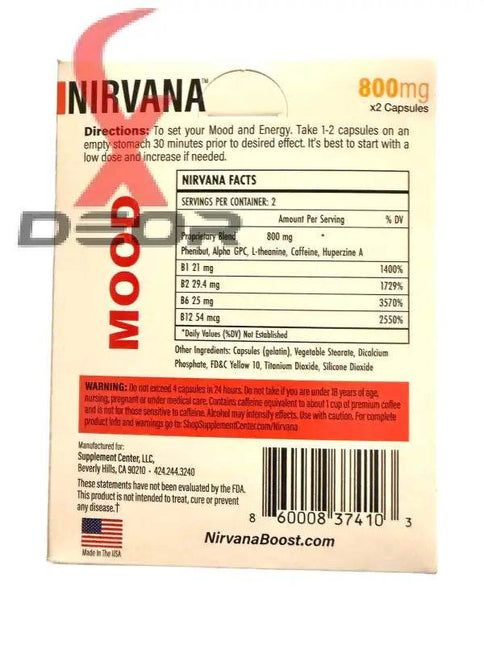 NIRVANA™
800mg
x2 Capsules
Directions: To set your Mood and Energy. Take 1-2 capsules on an
empty stomach 30 minutes prior to desired effect. It's best to start with a
low dose and increase if needed.
MOOD
DEOR
NIRVANA FACTS
SERVINGS PER CONTAINER: 2
Amount Per Serving % DV
Proprietary Blend 800 mg *
Phenibut, Alpha GPC, L-theanine, Caffeine, Huperzine A
B1 21 mg 1400%
B2 29.4 mg 1729%
B6 25 mg 3570%
B12 54 mcg 2550%
*Daily Values (%DV) Not Established
Other Ingredients: Capsules (gelatin), Vegetable Stearate, Dicalcium
Phosphate, FD&C Yellow 10, Titanium Dioxide, Silicone Dioxide
WARNING: Do not exceed 4 capsules in 24 hours. Do not take if you are under 18 years of age,
nursing, pregnant or under medical care. Contains caffeine equivalent to about 1 cup of premium coffee
and is not for those sensitive to caffeine. Alcohol may intensify effects. Use with caution. For complete
product info and warnings go to: ShopSupplementCenter.com/Nirvana
Manufactured for:
Supplement Center, LLC,
Beverly Hills, CA 90210 • 424.244.3240
These statements have not been evaluated by the FDA.
This product is not intended to treat, cure or prevent
any disease.†
Made In The USA
8 60008 37410 3
NirvanaBoost.com